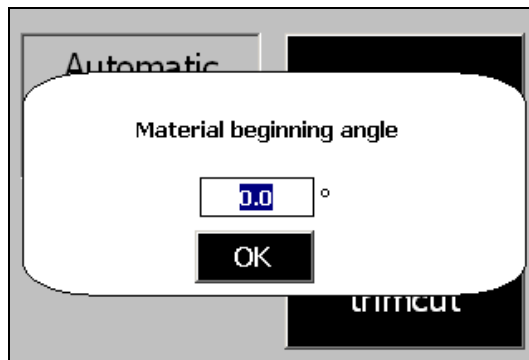 Automatic
Material beginning angle
0.0 °
OK
trimcut